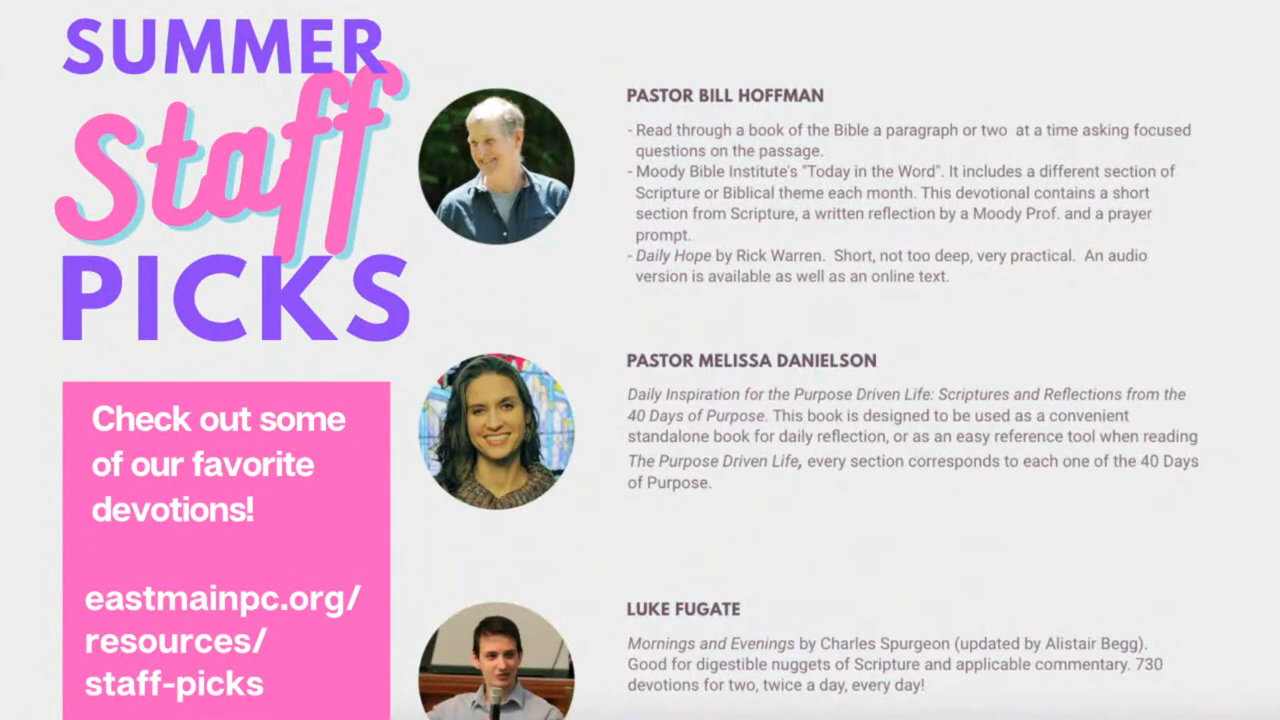 SUMMER
Staff
PICKS
Check out some
of our favorite
devotions!
eastmainpc.org/
resources/
staff-picks
PASTOR BILL HOFFMAN
- Read through a book of the Bible a paragraph or two at a time asking focused
questions on the passage.
- Moody Bible Institute's "Today in the Word". It includes a different section of
Scripture or Biblical theme each month. This devotional contains a short
section from Scripture, a written reflection by a Moody Prof. and a prayer
prompt.
- Daily Hope by Rick Warren. Short, not too deep, very practical. An audio
version is available as well as an online text.
PASTOR MELISSA DANIELSON
Daily Inspiration for the Purpose Driven Life: Scriptures and Reflections from the
40 Days of Purpose. This book is designed to be used as a convenient
standalone book for daily reflection, or as an easy reference tool when reading
The Purpose Driven Life, every section corresponds to each one of the 40 Days
of Purpose.
LUKE FUGATE
Mornings and Evenings by Charles Spurgeon (updated by Alistair Begg).
Good for digestible nuggets of Scripture and applicable commentary. 730
devotions for two, twice a day, every day!